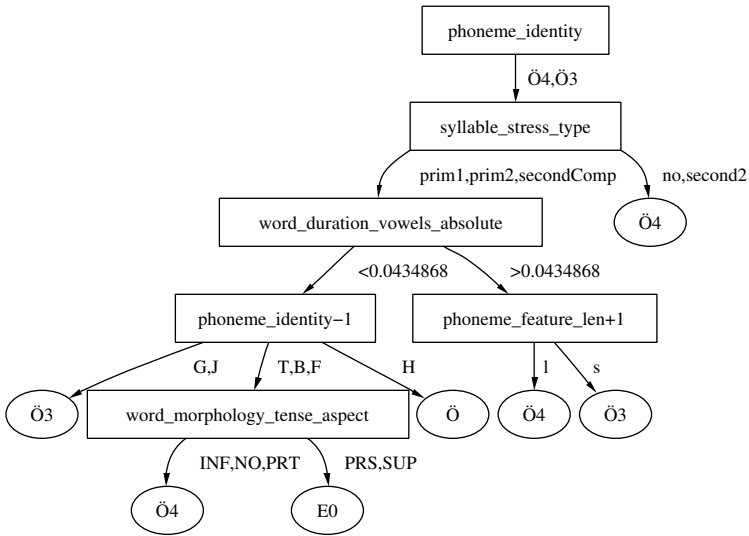 phoneme_identity
Ö4,Ö3
syllable_stress_type
prim1,prim2,secondComp
no,second2
word_duration_vowels_absolute
Ö4
<0.0434868
>0.0434868
phoneme_identity−1
phoneme_feature_len+1
G,J
T,B,F
H
l
s
Ö3
word_morphology_tense_aspect
Ö
Ö4
Ö3
INF,NO,PRT
PRS,SUP
Ö4
E0